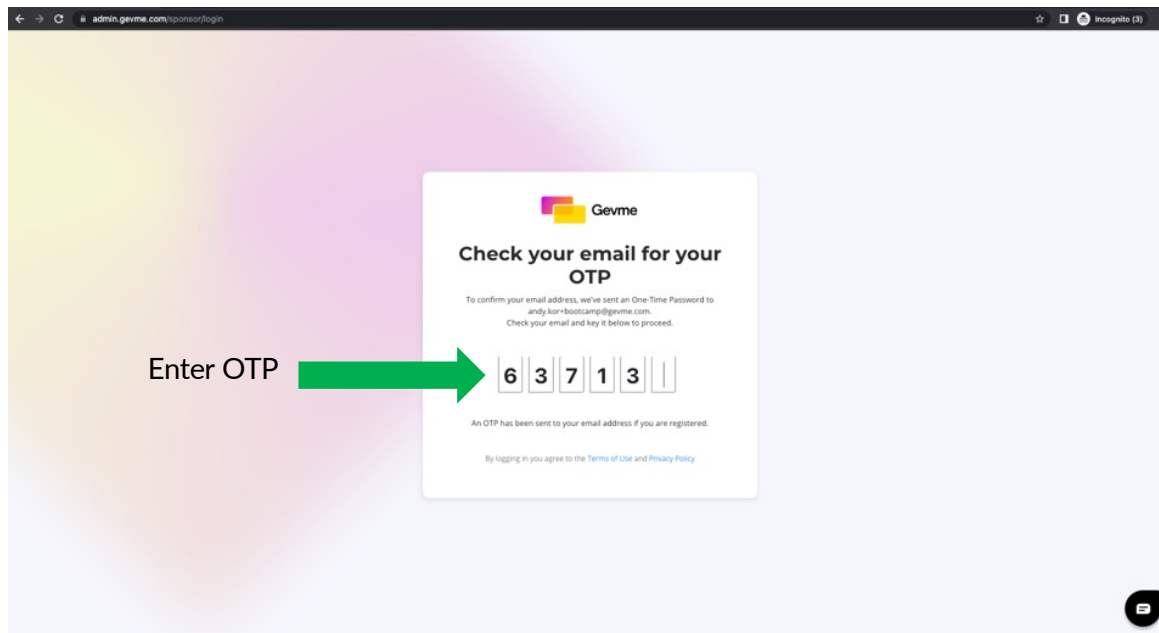 admin.gevme.com/sponsor/login
Incognito (3)
Gevme
Check your email for your
OTP
To confirm your email address, we've sent an One-Time Password to
andy.kor+bootcamp@gevme.com.
Check your email and key it below to proceed.
Enter OTP
6 3 7 1 3
An OTP has been sent to your email address if you are registered.
By logging in you agree to the Terms of Use and Privacy Policy